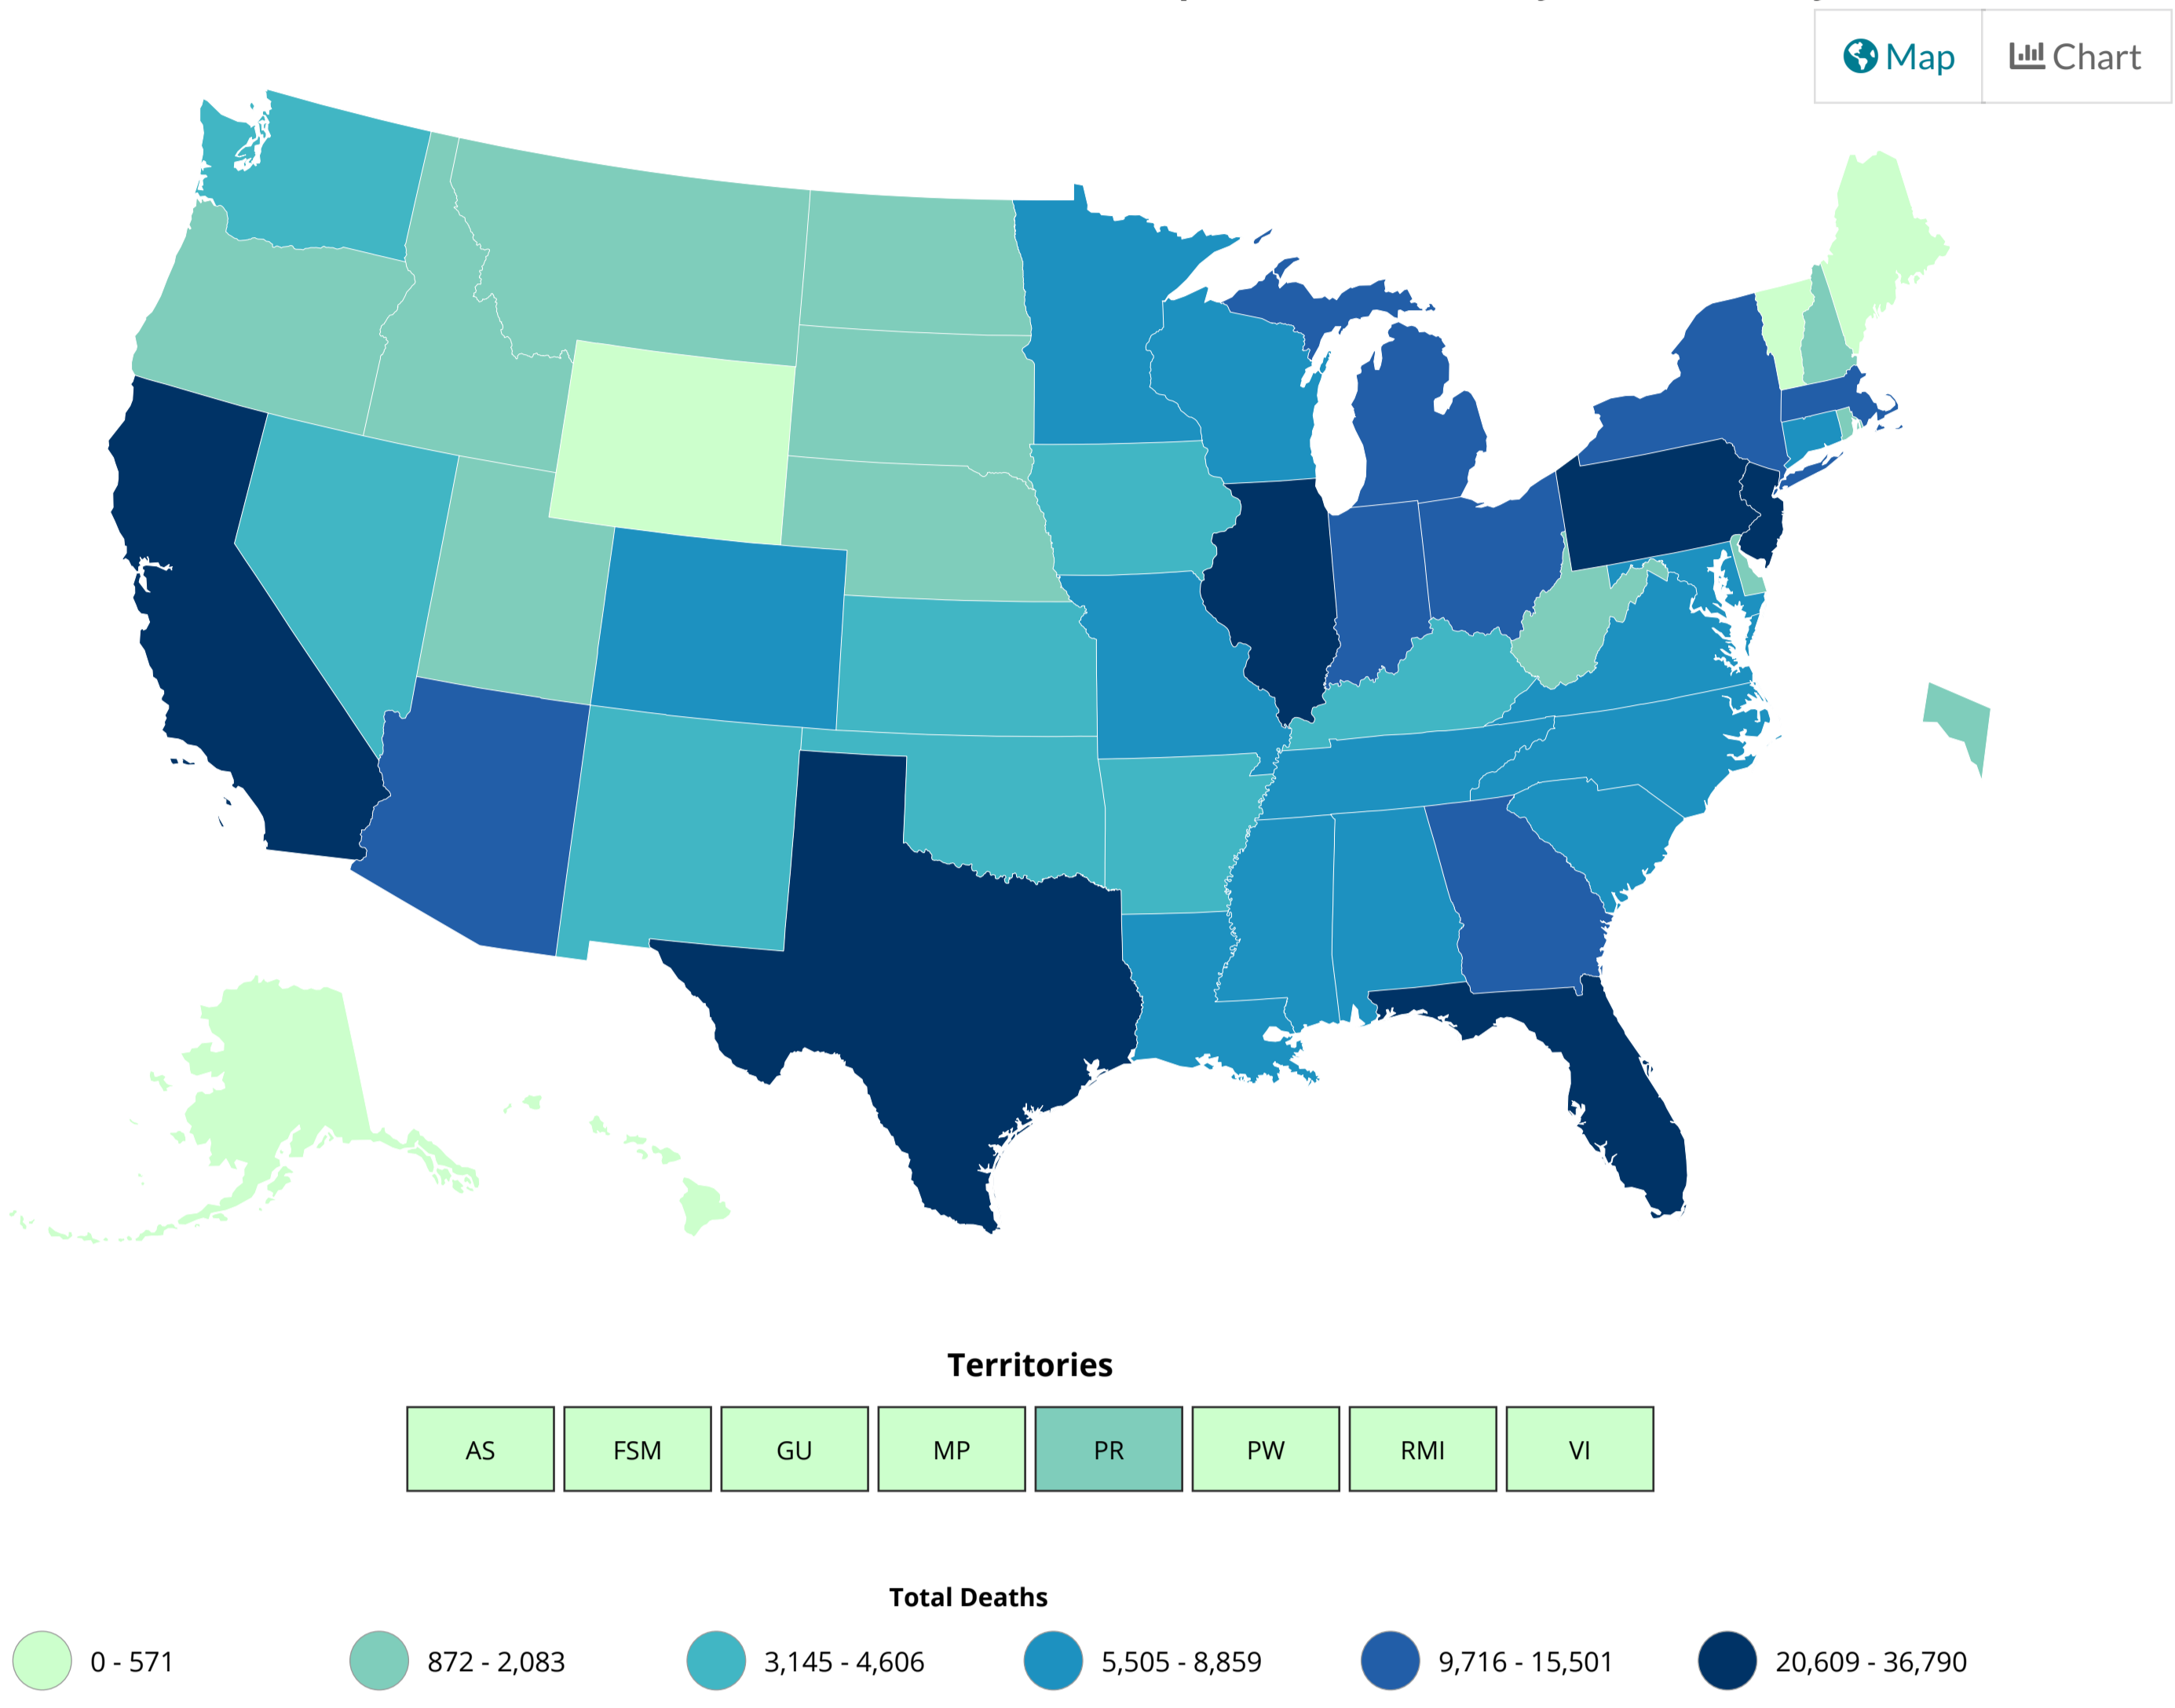 Map
Chart
Territories
AS
FSM
GU
MP
PR
PW
RMI
VI
Total Deaths
0 - 571
872 - 2,083
3,145 - 4,606
5,505 - 8,859
9,716 - 15,501
20,609 - 36,790